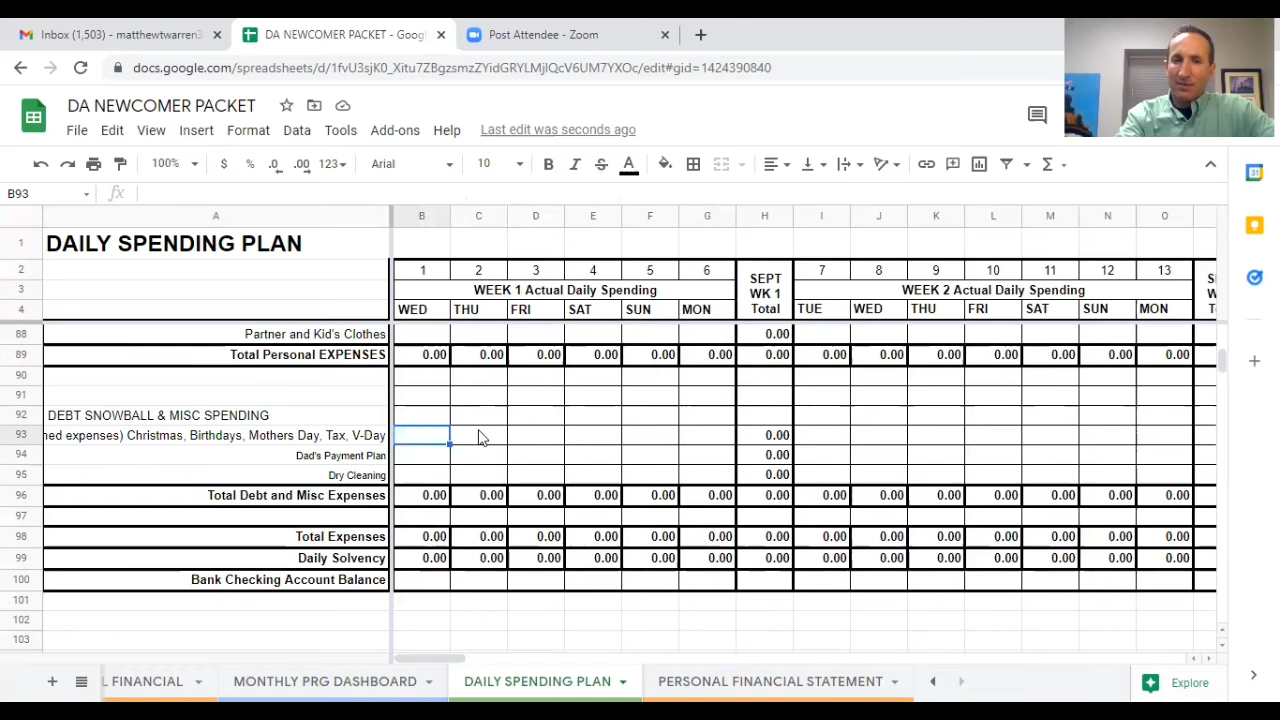 Inbox (1,503) - matthewtwarren3
DA NEWCOMER PACKET - Googl
Post Attendee - Zoom
docs.google.com/spreadsheets/d/1fvU3sjK0_Xitu7ZBgzsmzZYidGRYLMjlQcV6UM7YXOc/edit#gid=1424390840
DA NEWCOMER PACKET
File Edit View Insert Format Data Tools Add-ons Help Last edit was seconds ago
100% $ % .0 .00 123 Arial 10 B I S A Σ
B93 fx
A B C D E F G H I J K L M N O
1 DAILY SPENDING PLAN
2 1 2 3 4 5 6 SEPT 7 8 9 10 11 12 13
3 WEEK 1 Actual Daily Spending WK 1 WEEK 2 Actual Daily Spending
4 WED THU FRI SAT SUN MON Total TUE WED THU FRI SAT SUN MON
88 Partner and Kid's Clothes 0.00
89 Total Personal EXPENSES 0.00 0.00 0.00 0.00 0.00 0.00 0.00 0.00 0.00 0.00 0.00 0.00 0.00 0.00
90
91
92 DEBT SNOWBALL & MISC SPENDING
93 ned expenses) Christmas, Birthdays, Mothers Day, Tax, V-Day 0.00
94 Dad's Payment Plan 0.00
95 Dry Cleaning 0.00
96 Total Debt and Misc Expenses 0.00 0.00 0.00 0.00 0.00 0.00 0.00 0.00 0.00 0.00 0.00 0.00 0.00 0.00
97
98 Total Expenses 0.00 0.00 0.00 0.00 0.00 0.00 0.00 0.00 0.00 0.00 0.00 0.00 0.00 0.00
99 Daily Solvency 0.00 0.00 0.00 0.00 0.00 0.00 0.00 0.00 0.00 0.00 0.00 0.00 0.00 0.00
100 Bank Checking Account Balance
101
102
103
L FINANCIAL MONTHLY PRG DASHBOARD DAILY SPENDING PLAN PERSONAL FINANCIAL STATEMENT Explore